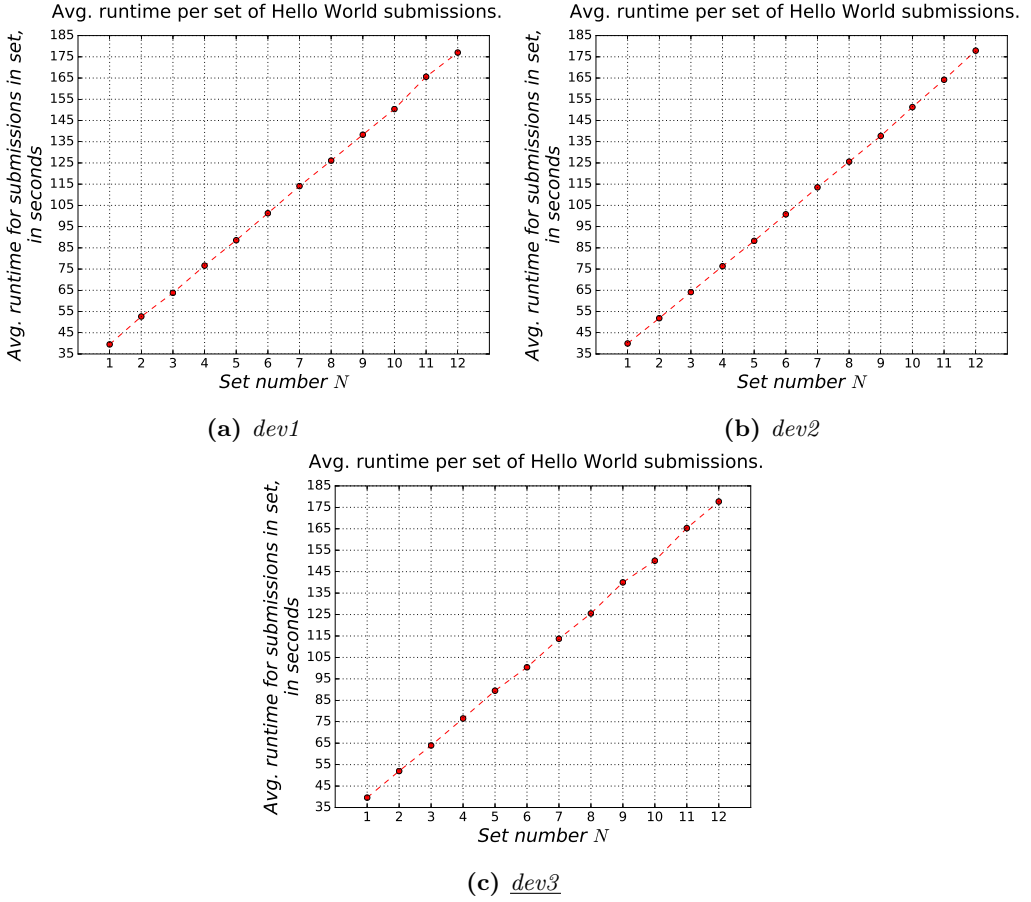 Avg. runtime per set of Hello World submissions.
185
175
165
155
145
135
125
115
105
95
85
75
65
55
45
35
Avg. runtime for submissions in set,
in seconds
1 2 3 4 5 6 7 8 9 10 11 12
Set number N
(a) dev1
Avg. runtime per set of Hello World submissions.
185
175
165
155
145
135
125
115
105
95
85
75
65
55
45
35
Avg. runtime for submissions in set,
in seconds
1 2 3 4 5 6 7 8 9 10 11 12
Set number N
(b) dev2
Avg. runtime per set of Hello World submissions.
185
175
165
155
145
135
125
115
105
95
85
75
65
55
45
35
Avg. runtime for submissions in set,
in seconds
1 2 3 4 5 6 7 8 9 10 11 12
Set number N
(c) dev3